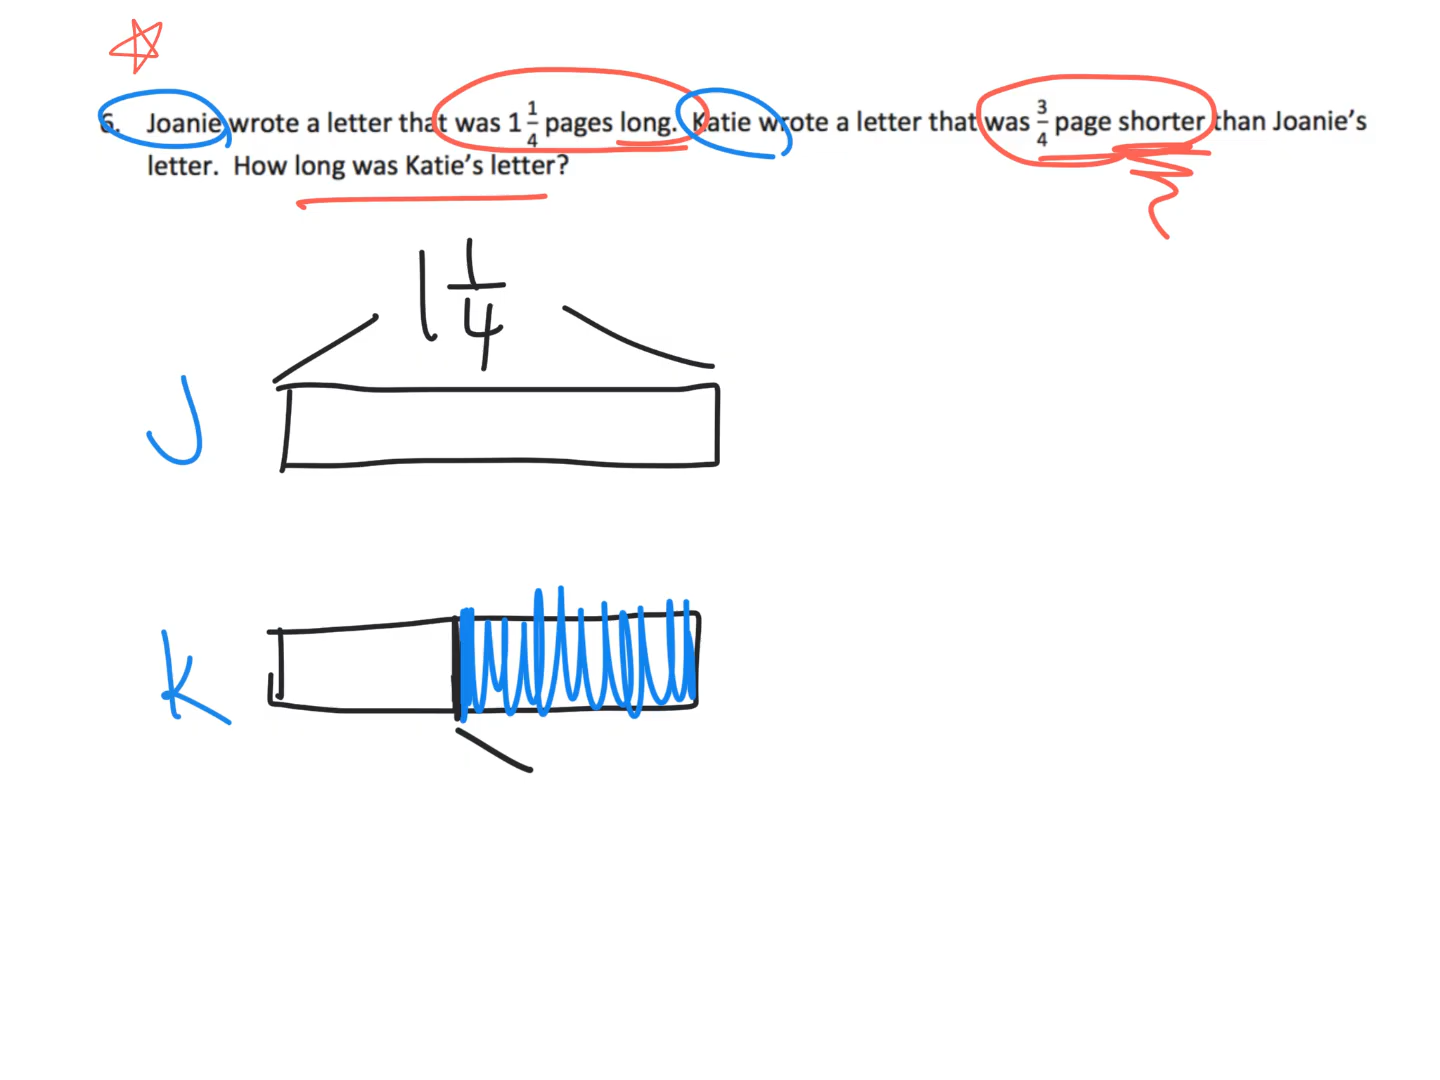 6. Joanie wrote a letter that was 1 1/4 pages long. Katie wrote a letter that was 3/4 page shorter than Joanie's
letter. How long was Katie's letter?
1 1/4
J
K